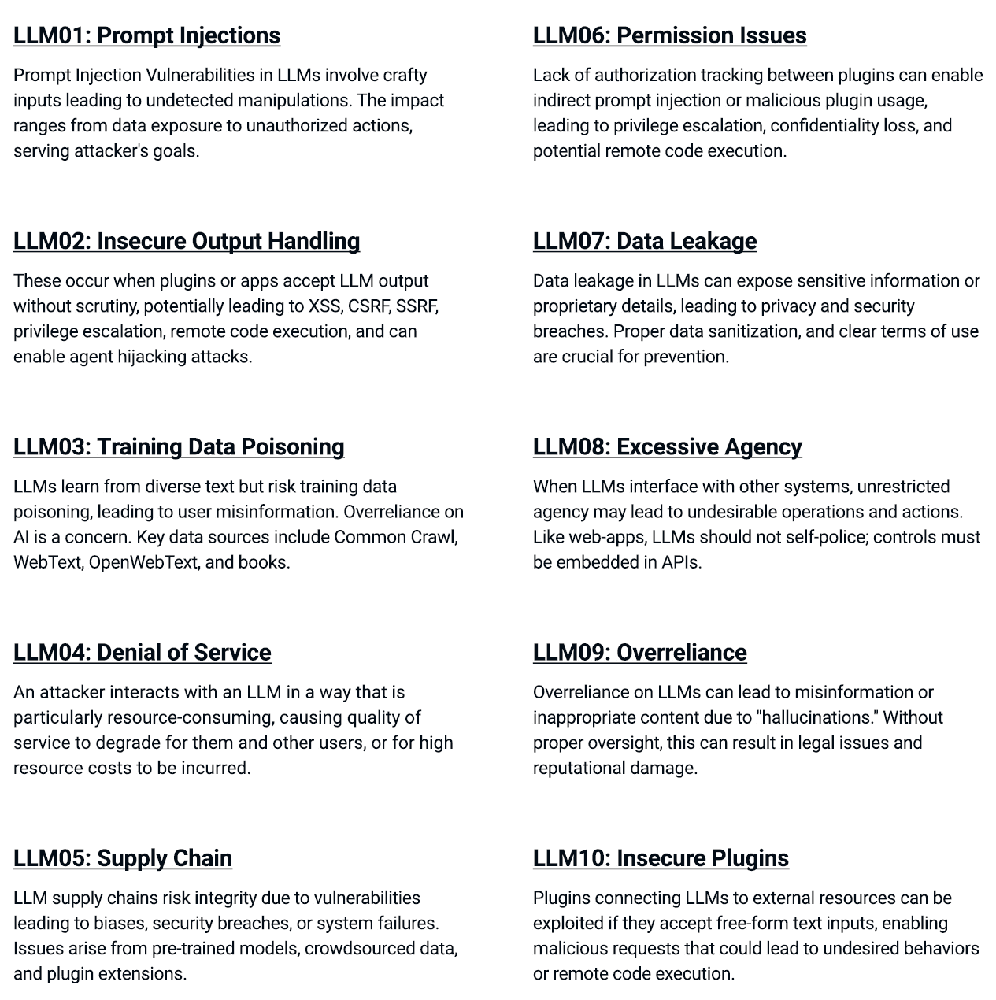 LLM01: Prompt Injections
Prompt Injection Vulnerabilities in LLMs involve crafty
inputs leading to undetected manipulations. The impact
ranges from data exposure to unauthorized actions,
serving attacker's goals.
LLM02: Insecure Output Handling
These occur when plugins or apps accept LLM output
without scrutiny, potentially leading to XSS, CSRF, SSRF,
privilege escalation, remote code execution, and can
enable agent hijacking attacks.
LLM03: Training Data Poisoning
LLMs learn from diverse text but risk training data
poisoning, leading to user misinformation. Overreliance on
AI is a concern. Key data sources include Common Crawl,
WebText, OpenWebText, and books.
LLM04: Denial of Service
An attacker interacts with an LLM in a way that is
particularly resource-consuming, causing quality of
service to degrade for them and other users, or for high
resource costs to be incurred.
LLM05: Supply Chain
LLM supply chains risk integrity due to vulnerabilities
leading to biases, security breaches, or system failures.
Issues arise from pre-trained models, crowdsourced data,
and plugin extensions.
LLM06: Permission Issues
Lack of authorization tracking between plugins can enable
indirect prompt injection or malicious plugin usage,
leading to privilege escalation, confidentiality loss, and
potential remote code execution.
LLM07: Data Leakage
Data leakage in LLMs can expose sensitive information or
proprietary details, leading to privacy and security
breaches. Proper data sanitization, and clear terms of use
are crucial for prevention.
LLM08: Excessive Agency
When LLMs interface with other systems, unrestricted
agency may lead to undesirable operations and actions.
Like web-apps, LLMs should not self-police; controls must
be embedded in APIs.
LLM09: Overreliance
Overreliance on LLMs can lead to misinformation or
inappropriate content due to "hallucinations." Without
proper oversight, this can result in legal issues and
reputational damage.
LLM10: Insecure Plugins
Plugins connecting LLMs to external resources can be
exploited if they accept free-form text inputs, enabling
malicious requests that could lead to undesired behaviors
or remote code execution.